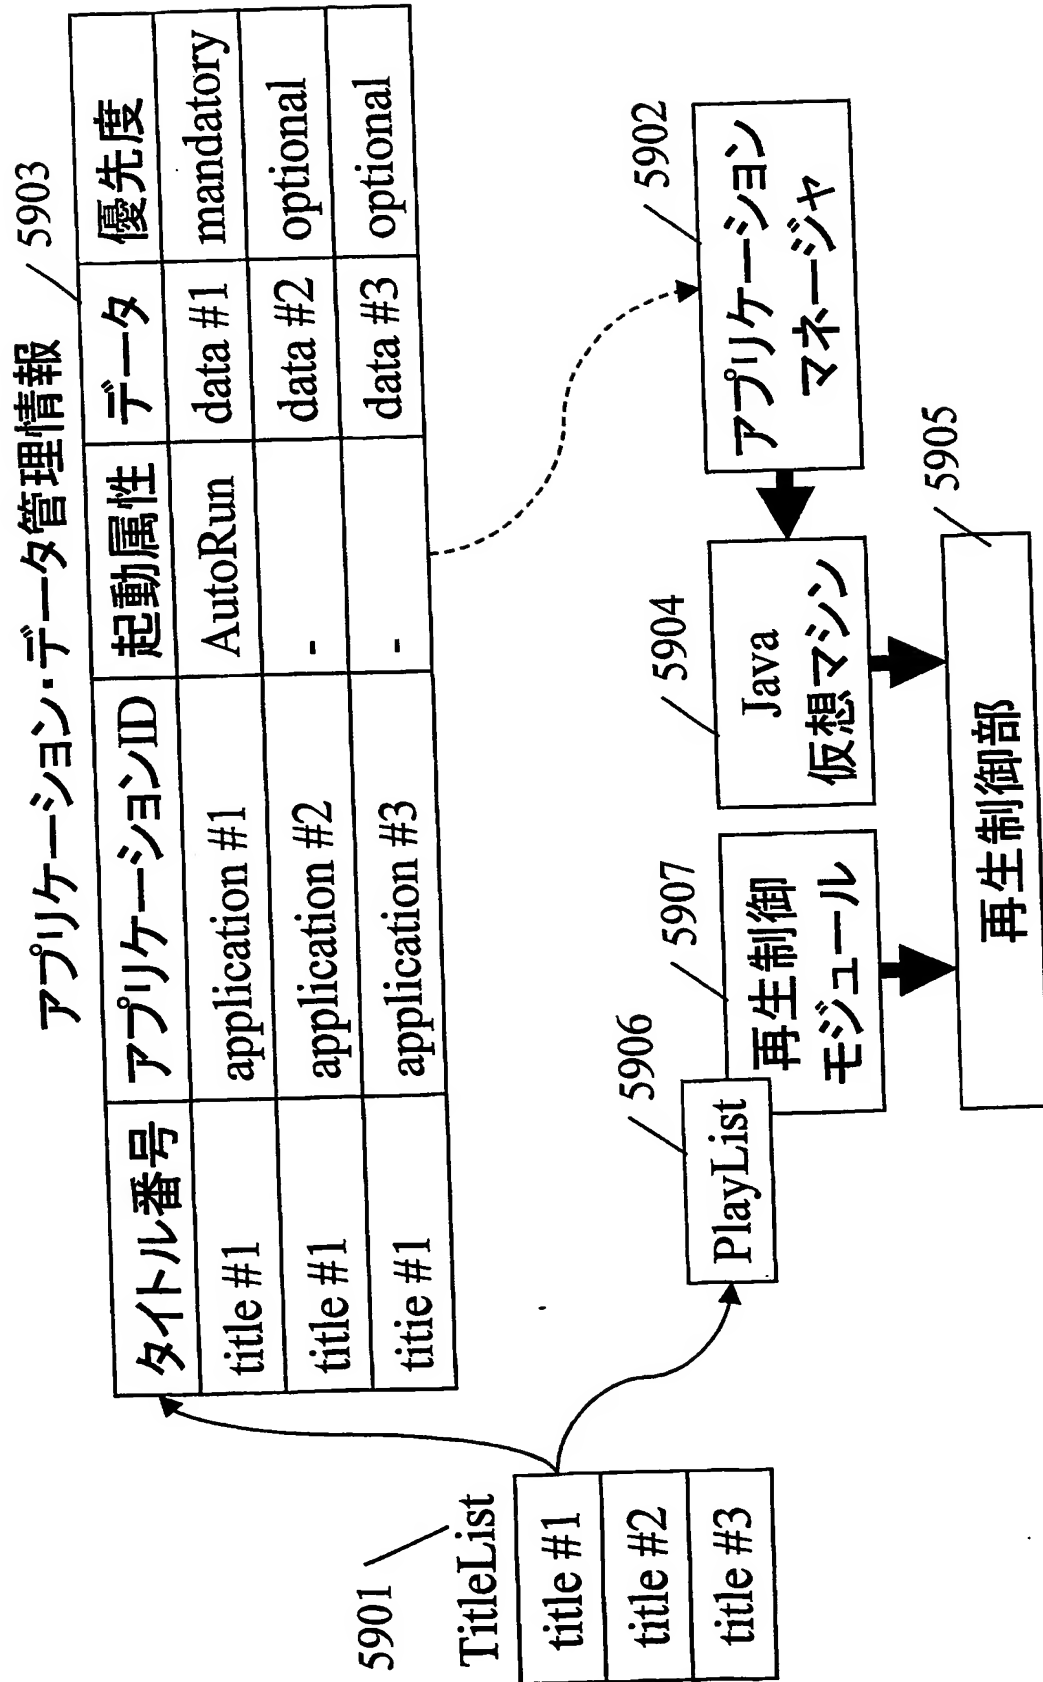 アプリケーション・データ管理情報
5903
タイトル番号 アプリケーションID 起動属性 データ 優先度
title #1 application #1 AutoRun data #1 mandatory
title #1 application #2 - data #2 optional
titie #1 application #3 - data #3 optional
5901
TitleList
title #1
title #2
title #3
5906
PlayList
5907
再生制御
モジュール
5904
Java
仮想マシン
5902
アプリケーション
マネージャ
5905
再生制御部